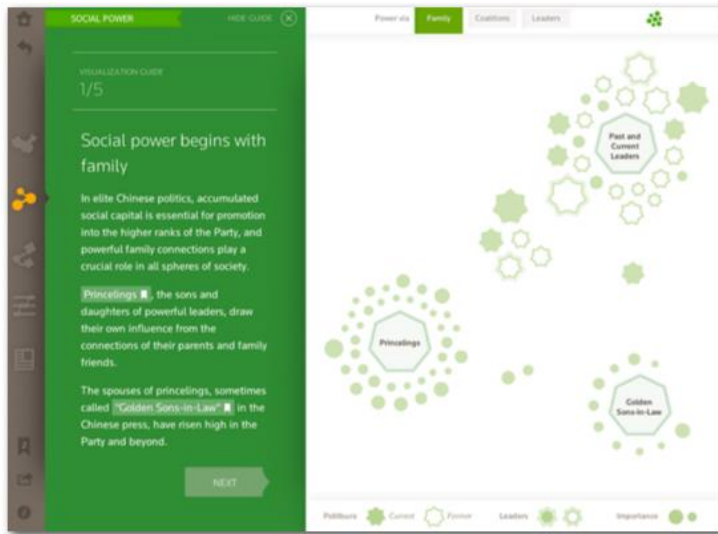 SOCIAL POWER
HIDE GUIDE
VISUALIZATION GUIDE
1/5
Social power begins with
family
In elite Chinese politics, accumulated
social capital is essential for promotion
into the higher ranks of the Party, and
powerful family connections play a
crucial role in all spheres of society.
Princelings , the sons and
daughters of powerful leaders, draw
their own influence from the
connections of their parents and family
friends.
The spouses of princelings, sometimes
called "Golden Sons-in-Law" in the
Chinese press, have risen high in the
Party and beyond.
NEXT
Power via Family Coalitions Leaders
Past and
Current
Leaders
Princelings
Golden
Sons-in-Law
Politburo Current Former Leaders Importance